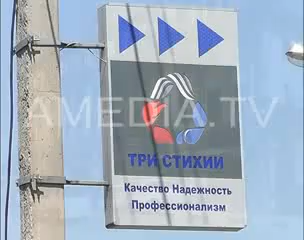 AMEDIA.TV
ТРИ СТИХИИ
Качество Надежность
Профессионализм